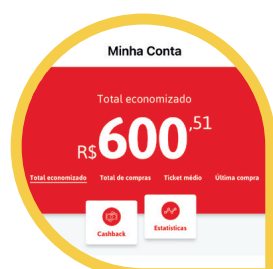 Minha Conta
Total economizado
R$600,51
Total economizado Total de compras Ticket médio Última compra
Cashback Estatísticas